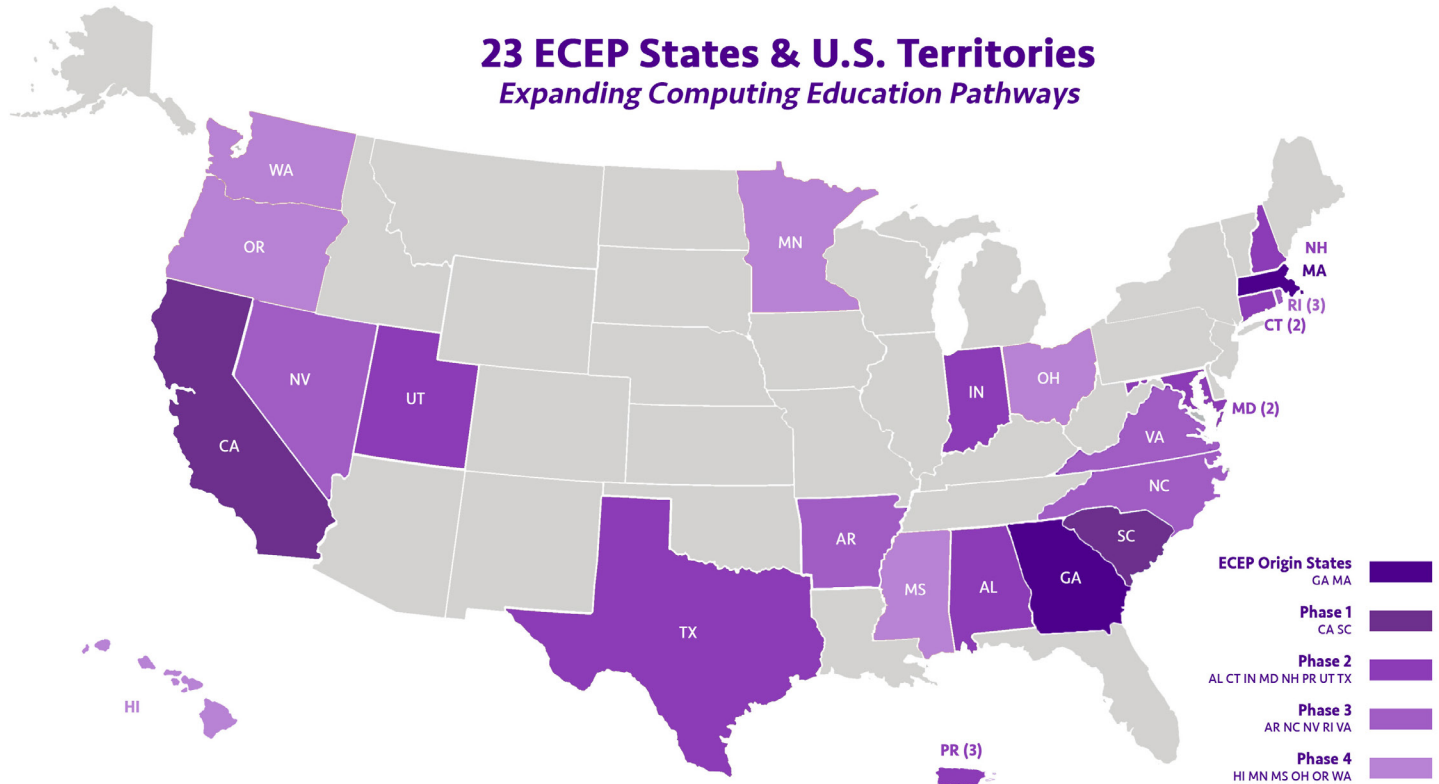 23 ECEP States & U.S. Territories
Expanding Computing Education Pathways
WA
OR
MN
NH
MA
RI (3)
CT (2)
NV
UT
IN
OH
MD (2)
CA
VA
NC
AR
SC
MS
AL
GA
TX
HI
PR (3)
ECEP Origin States
GA MA
Phase 1
CA SC
Phase 2
AL CT IN MD NH PR UT TX
Phase 3
AR NC NV RI VA
Phase 4
HI MN MS OH OR WA